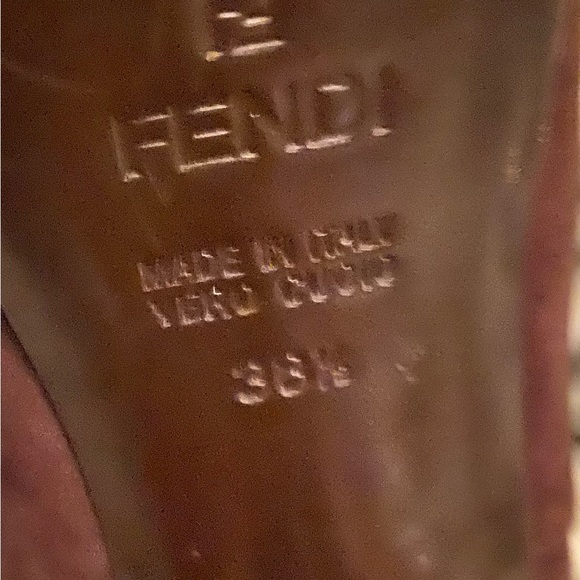 FENDI
MADE IN ITALY
VERO CUOIO
38½